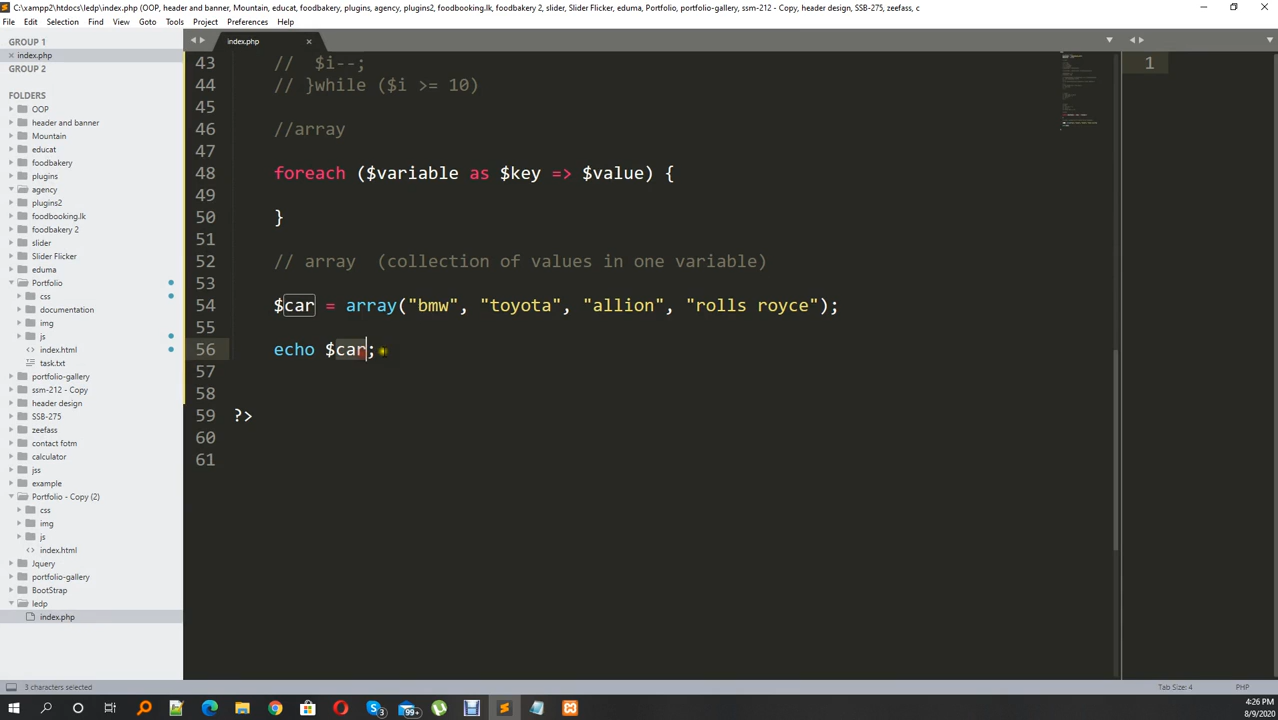 C:\xampp2\htdocs\ledp\index.php (OOP, header and banner, Mountain, educat, foodbakery, plugins, agency, plugins2, foodbooking.lk, foodbakery 2, slider, Slider Flicker, eduma, Portfolio, portfolio-gallery, ssm-212 - Copy, header design, SSB-275, zeefass, c
File Edit Selection Find View Goto Tools Project Preferences Help
GROUP 1
index.php
GROUP 2
FOLDERS
OOP
header and banner
Mountain
educat
foodbakery
plugins
agency
plugins2
foodbooking.lk
foodbakery 2
slider
Slider Flicker
eduma
Portfolio
css
documentation
img
js
index.html
task.txt
portfolio-gallery
ssm-212 - Copy
header design
SSB-275
zeefass
contact fotm
calculator
jss
example
Portfolio - Copy (2)
css
img
js
index.html
Jquery
portfolio-gallery
BootStrap
ledp
index.php
index.php
43 // $i--;
44 // }while ($i >= 10)
45
46 //array
47
48 foreach ($variable as $key => $value) {
49
50 }
51
52 // array (collection of values in one variable)
53
54 $car = array("bmw", "toyota", "allion", "rolls royce");
55
56 echo $car;
57
58
59 ?>
60
61
1
3 characters selected
Tab Size: 4
PHP
3
99+
4:26 PM
8/9/2020